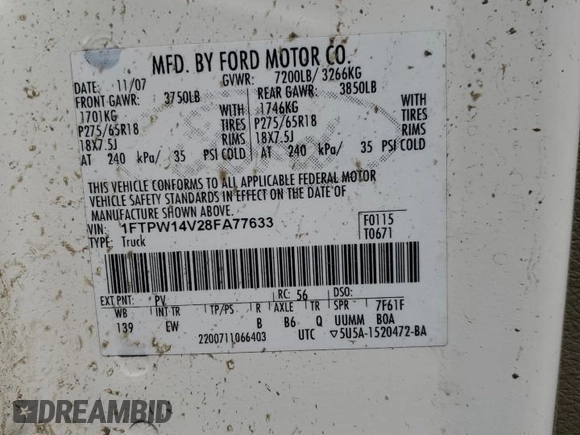 MFD. BY FORD MOTOR CO.
DATE: 11/07 GVWR: 7200LB/ 3266KG
FRONT GAWR: 3750LB REAR GAWR: 3850LB
1701KG WITH 1746KG WITH
P275/65R18 TIRES P275/65R18 TIRES
18X7.5J RIMS 18X7.5J RIMS
AT 240 kPa/ 35 PSI COLD AT 240 kPa/ 35 PSI COLD
THIS VEHICLE CONFORMS TO ALL APPLICABLE FEDERAL MOTOR
VEHICLE SAFETY STANDARDS IN EFFECT ON THE DATE OF
MANUFACTURE SHOWN ABOVE.
VIN: 1FTPW14V28FA77633 F0115
TYPE: Truck T0671
EXT PNT: PV RC: 56 DSO:
WB INT TR TP/PS R AXLE TR SPR 7F61F
139 EW B B6 Q UUMM BOA
2200711066403 UTC ▽5U5A-1520472-BA
DREAMBID